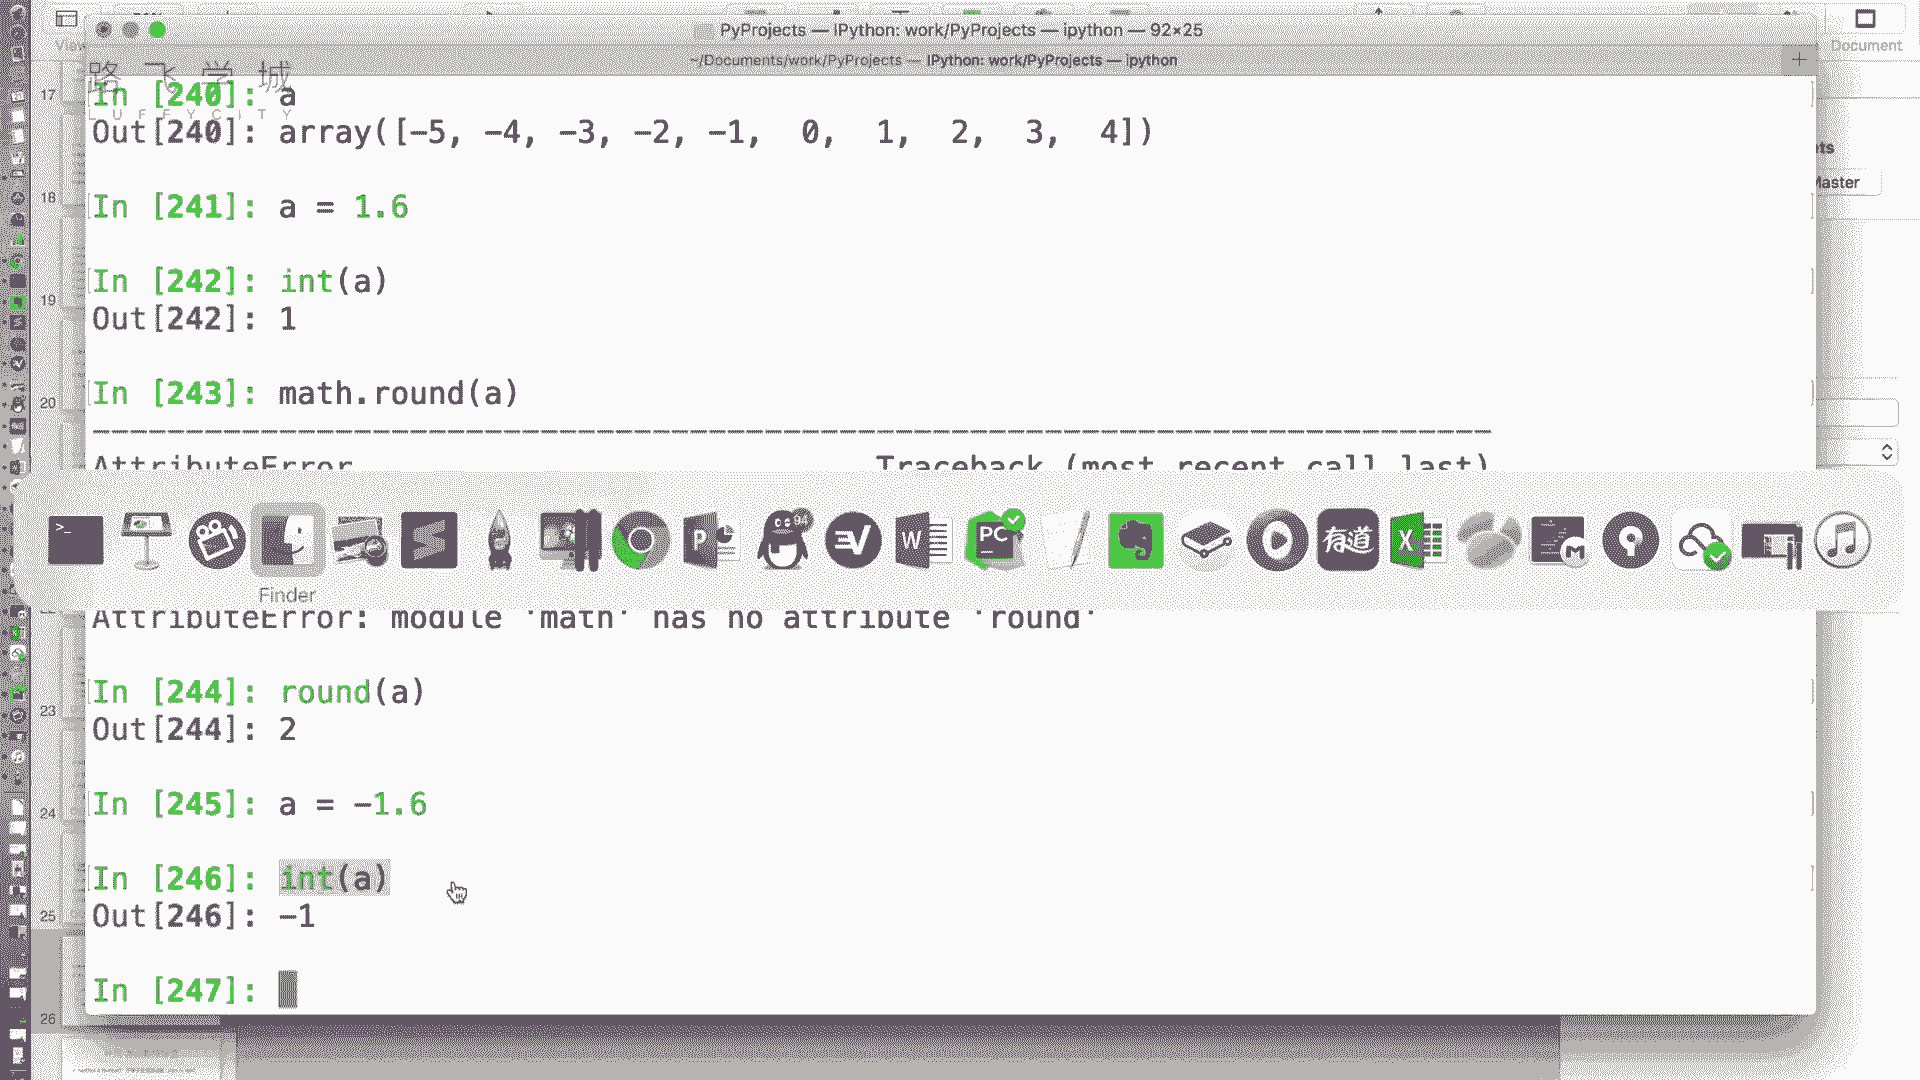 PyProjects — IPython: work/PyProjects — ipython — 92×25
Document
~/Documents/work/PyProjects — IPython: work/PyProjects — ipython
+
路飞学城
LUFFYCITY
17
In [240]: a
Out[240]: array([-5, -4, -3, -2, -1,  0,  1,  2,  3,  4])
Master
18
In [241]: a = 1.6
In [242]: int(a)
19
Out[242]: 1
In [243]: math.round(a)
20
--------------------------------------------------------------------------
AttributeError                            Traceback (most recent call last)
>_
94
P
W
PC
有道
X
M
Finder
AttributeError: module 'math' has no attribute 'round'
In [244]: round(a)
23
Out[244]: 2
In [245]: a = -1.6
24
In [246]: int(a)
25
Out[246]: -1
In [247]:
26